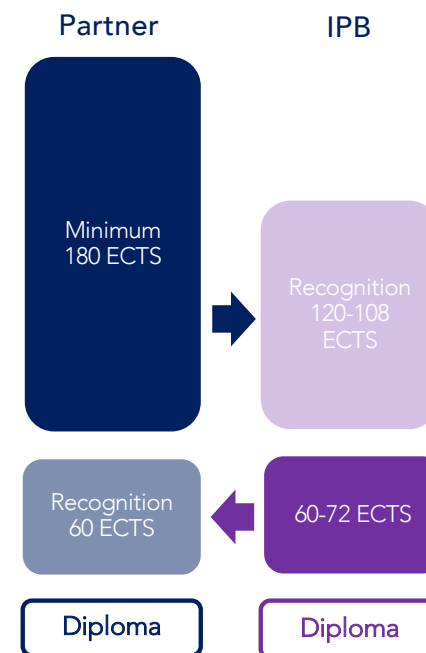 Partner
IPB
Minimum
180 ECTS
Recognition
120-108
ECTS
Recognition
60 ECTS
60-72 ECTS
Diploma
Diploma